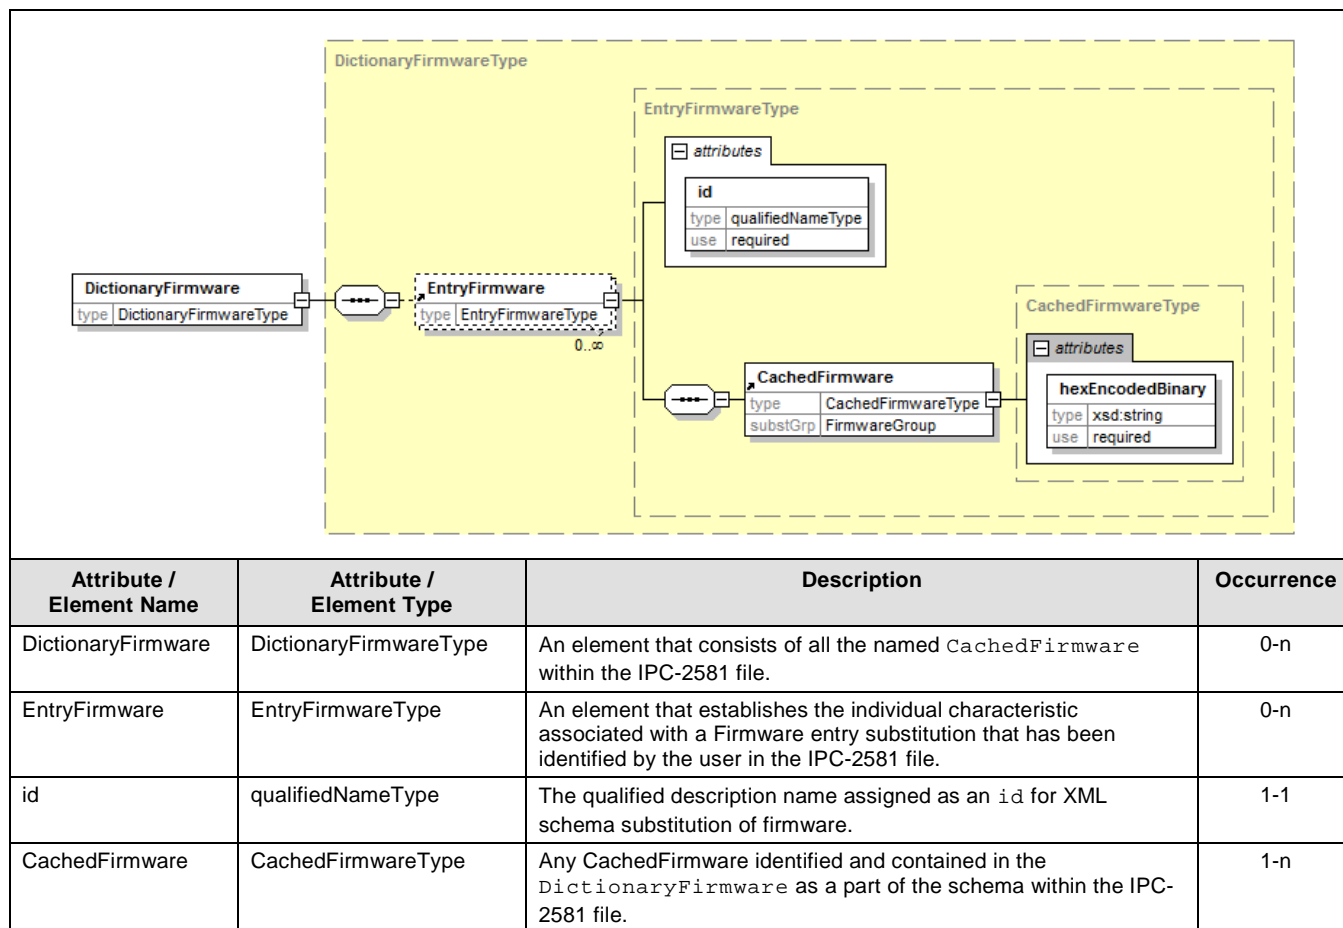 DictionaryFirmwareType
EntryFirmwareType
attributes
id
type qualifiedNameType
use required
DictionaryFirmware
type DictionaryFirmwareType
EntryFirmware
type EntryFirmwareType
0..∞
CachedFirmwareType
attributes
hexEncodedBinary
type xsd:string
use required
CachedFirmware
type CachedFirmwareType
substGrp FirmwareGroup
Attribute / Element Name Attribute / Element Type Description Occurrence
DictionaryFirmware DictionaryFirmwareType An element that consists of all the named CachedFirmware 0-n
within the IPC-2581 file.
EntryFirmware EntryFirmwareType An element that establishes the individual characteristic 0-n
associated with a Firmware entry substitution that has been
identified by the user in the IPC-2581 file.
id qualifiedNameType The qualified description name assigned as an id for XML 1-1
schema substitution of firmware.
CachedFirmware CachedFirmwareType Any CachedFirmware identified and contained in the 1-n
DictionaryFirmware as a part of the schema within the IPC-
2581 file.